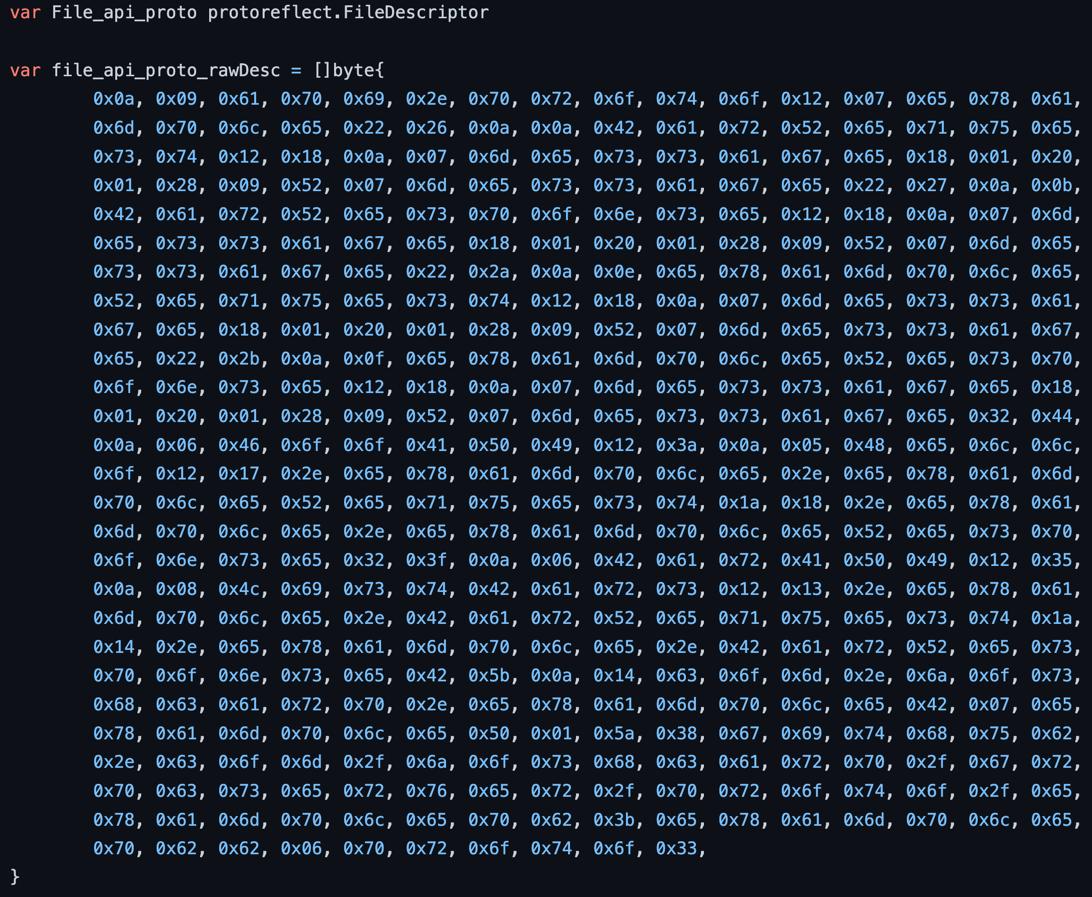 var File_api_proto protoreflect.FileDescriptor
var file_api_proto_rawDesc = []byte{
0x0a, 0x09, 0x61, 0x70, 0x69, 0x2e, 0x70, 0x72, 0x6f, 0x74, 0x6f, 0x12, 0x07, 0x65, 0x78, 0x61,
0x6d, 0x70, 0x6c, 0x65, 0x22, 0x26, 0x0a, 0x0a, 0x42, 0x61, 0x72, 0x52, 0x65, 0x71, 0x75, 0x65,
0x73, 0x74, 0x12, 0x18, 0x0a, 0x07, 0x6d, 0x65, 0x73, 0x73, 0x61, 0x67, 0x65, 0x18, 0x01, 0x20,
0x01, 0x28, 0x09, 0x52, 0x07, 0x6d, 0x65, 0x73, 0x73, 0x61, 0x67, 0x65, 0x22, 0x27, 0x0a, 0x0b,
0x42, 0x61, 0x72, 0x52, 0x65, 0x73, 0x70, 0x6f, 0x6e, 0x73, 0x65, 0x12, 0x18, 0x0a, 0x07, 0x6d,
0x65, 0x73, 0x73, 0x61, 0x67, 0x65, 0x18, 0x01, 0x20, 0x01, 0x28, 0x09, 0x52, 0x07, 0x6d, 0x65,
0x73, 0x73, 0x61, 0x67, 0x65, 0x22, 0x2a, 0x0a, 0x0e, 0x65, 0x78, 0x61, 0x6d, 0x70, 0x6c, 0x65,
0x52, 0x65, 0x71, 0x75, 0x65, 0x73, 0x74, 0x12, 0x18, 0x0a, 0x07, 0x6d, 0x65, 0x73, 0x73, 0x61,
0x67, 0x65, 0x18, 0x01, 0x20, 0x01, 0x28, 0x09, 0x52, 0x07, 0x6d, 0x65, 0x73, 0x73, 0x61, 0x67,
0x65, 0x22, 0x2b, 0x0a, 0x0f, 0x65, 0x78, 0x61, 0x6d, 0x70, 0x6c, 0x65, 0x52, 0x65, 0x73, 0x70,
0x6f, 0x6e, 0x73, 0x65, 0x12, 0x18, 0x0a, 0x07, 0x6d, 0x65, 0x73, 0x73, 0x61, 0x67, 0x65, 0x18,
0x01, 0x20, 0x01, 0x28, 0x09, 0x52, 0x07, 0x6d, 0x65, 0x73, 0x73, 0x61, 0x67, 0x65, 0x32, 0x44,
0x0a, 0x06, 0x46, 0x6f, 0x6f, 0x41, 0x50, 0x49, 0x12, 0x3a, 0x0a, 0x05, 0x48, 0x65, 0x6c, 0x6c,
0x6f, 0x12, 0x17, 0x2e, 0x65, 0x78, 0x61, 0x6d, 0x70, 0x6c, 0x65, 0x2e, 0x65, 0x78, 0x61, 0x6d,
0x70, 0x6c, 0x65, 0x52, 0x65, 0x71, 0x75, 0x65, 0x73, 0x74, 0x1a, 0x18, 0x2e, 0x65, 0x78, 0x61,
0x6d, 0x70, 0x6c, 0x65, 0x2e, 0x65, 0x78, 0x61, 0x6d, 0x70, 0x6c, 0x65, 0x52, 0x65, 0x73, 0x70,
0x6f, 0x6e, 0x73, 0x65, 0x32, 0x3f, 0x0a, 0x06, 0x42, 0x61, 0x72, 0x41, 0x50, 0x49, 0x12, 0x35,
0x0a, 0x08, 0x4c, 0x69, 0x73, 0x74, 0x42, 0x61, 0x72, 0x73, 0x12, 0x13, 0x2e, 0x65, 0x78, 0x61,
0x6d, 0x70, 0x6c, 0x65, 0x2e, 0x42, 0x61, 0x72, 0x52, 0x65, 0x71, 0x75, 0x65, 0x73, 0x74, 0x1a,
0x14, 0x2e, 0x65, 0x78, 0x61, 0x6d, 0x70, 0x6c, 0x65, 0x2e, 0x42, 0x61, 0x72, 0x52, 0x65, 0x73,
0x70, 0x6f, 0x6e, 0x73, 0x65, 0x42, 0x5b, 0x0a, 0x14, 0x63, 0x6f, 0x6d, 0x2e, 0x6a, 0x6f, 0x73,
0x68, 0x63, 0x61, 0x72, 0x70, 0x2e, 0x65, 0x78, 0x61, 0x6d, 0x70, 0x6c, 0x65, 0x42, 0x07, 0x65,
0x78, 0x61, 0x6d, 0x70, 0x6c, 0x65, 0x50, 0x01, 0x5a, 0x38, 0x67, 0x69, 0x74, 0x68, 0x75, 0x62,
0x2e, 0x63, 0x6f, 0x6d, 0x2f, 0x6a, 0x6f, 0x73, 0x68, 0x63, 0x61, 0x72, 0x70, 0x2f, 0x67, 0x72,
0x70, 0x63, 0x73, 0x65, 0x72, 0x76, 0x65, 0x72, 0x2f, 0x70, 0x72, 0x6f, 0x74, 0x6f, 0x2f, 0x65,
0x78, 0x61, 0x6d, 0x70, 0x6c, 0x65, 0x70, 0x62, 0x3b, 0x65, 0x78, 0x61, 0x6d, 0x70, 0x6c, 0x65,
0x70, 0x62, 0x62, 0x06, 0x70, 0x72, 0x6f, 0x74, 0x6f, 0x33,
}